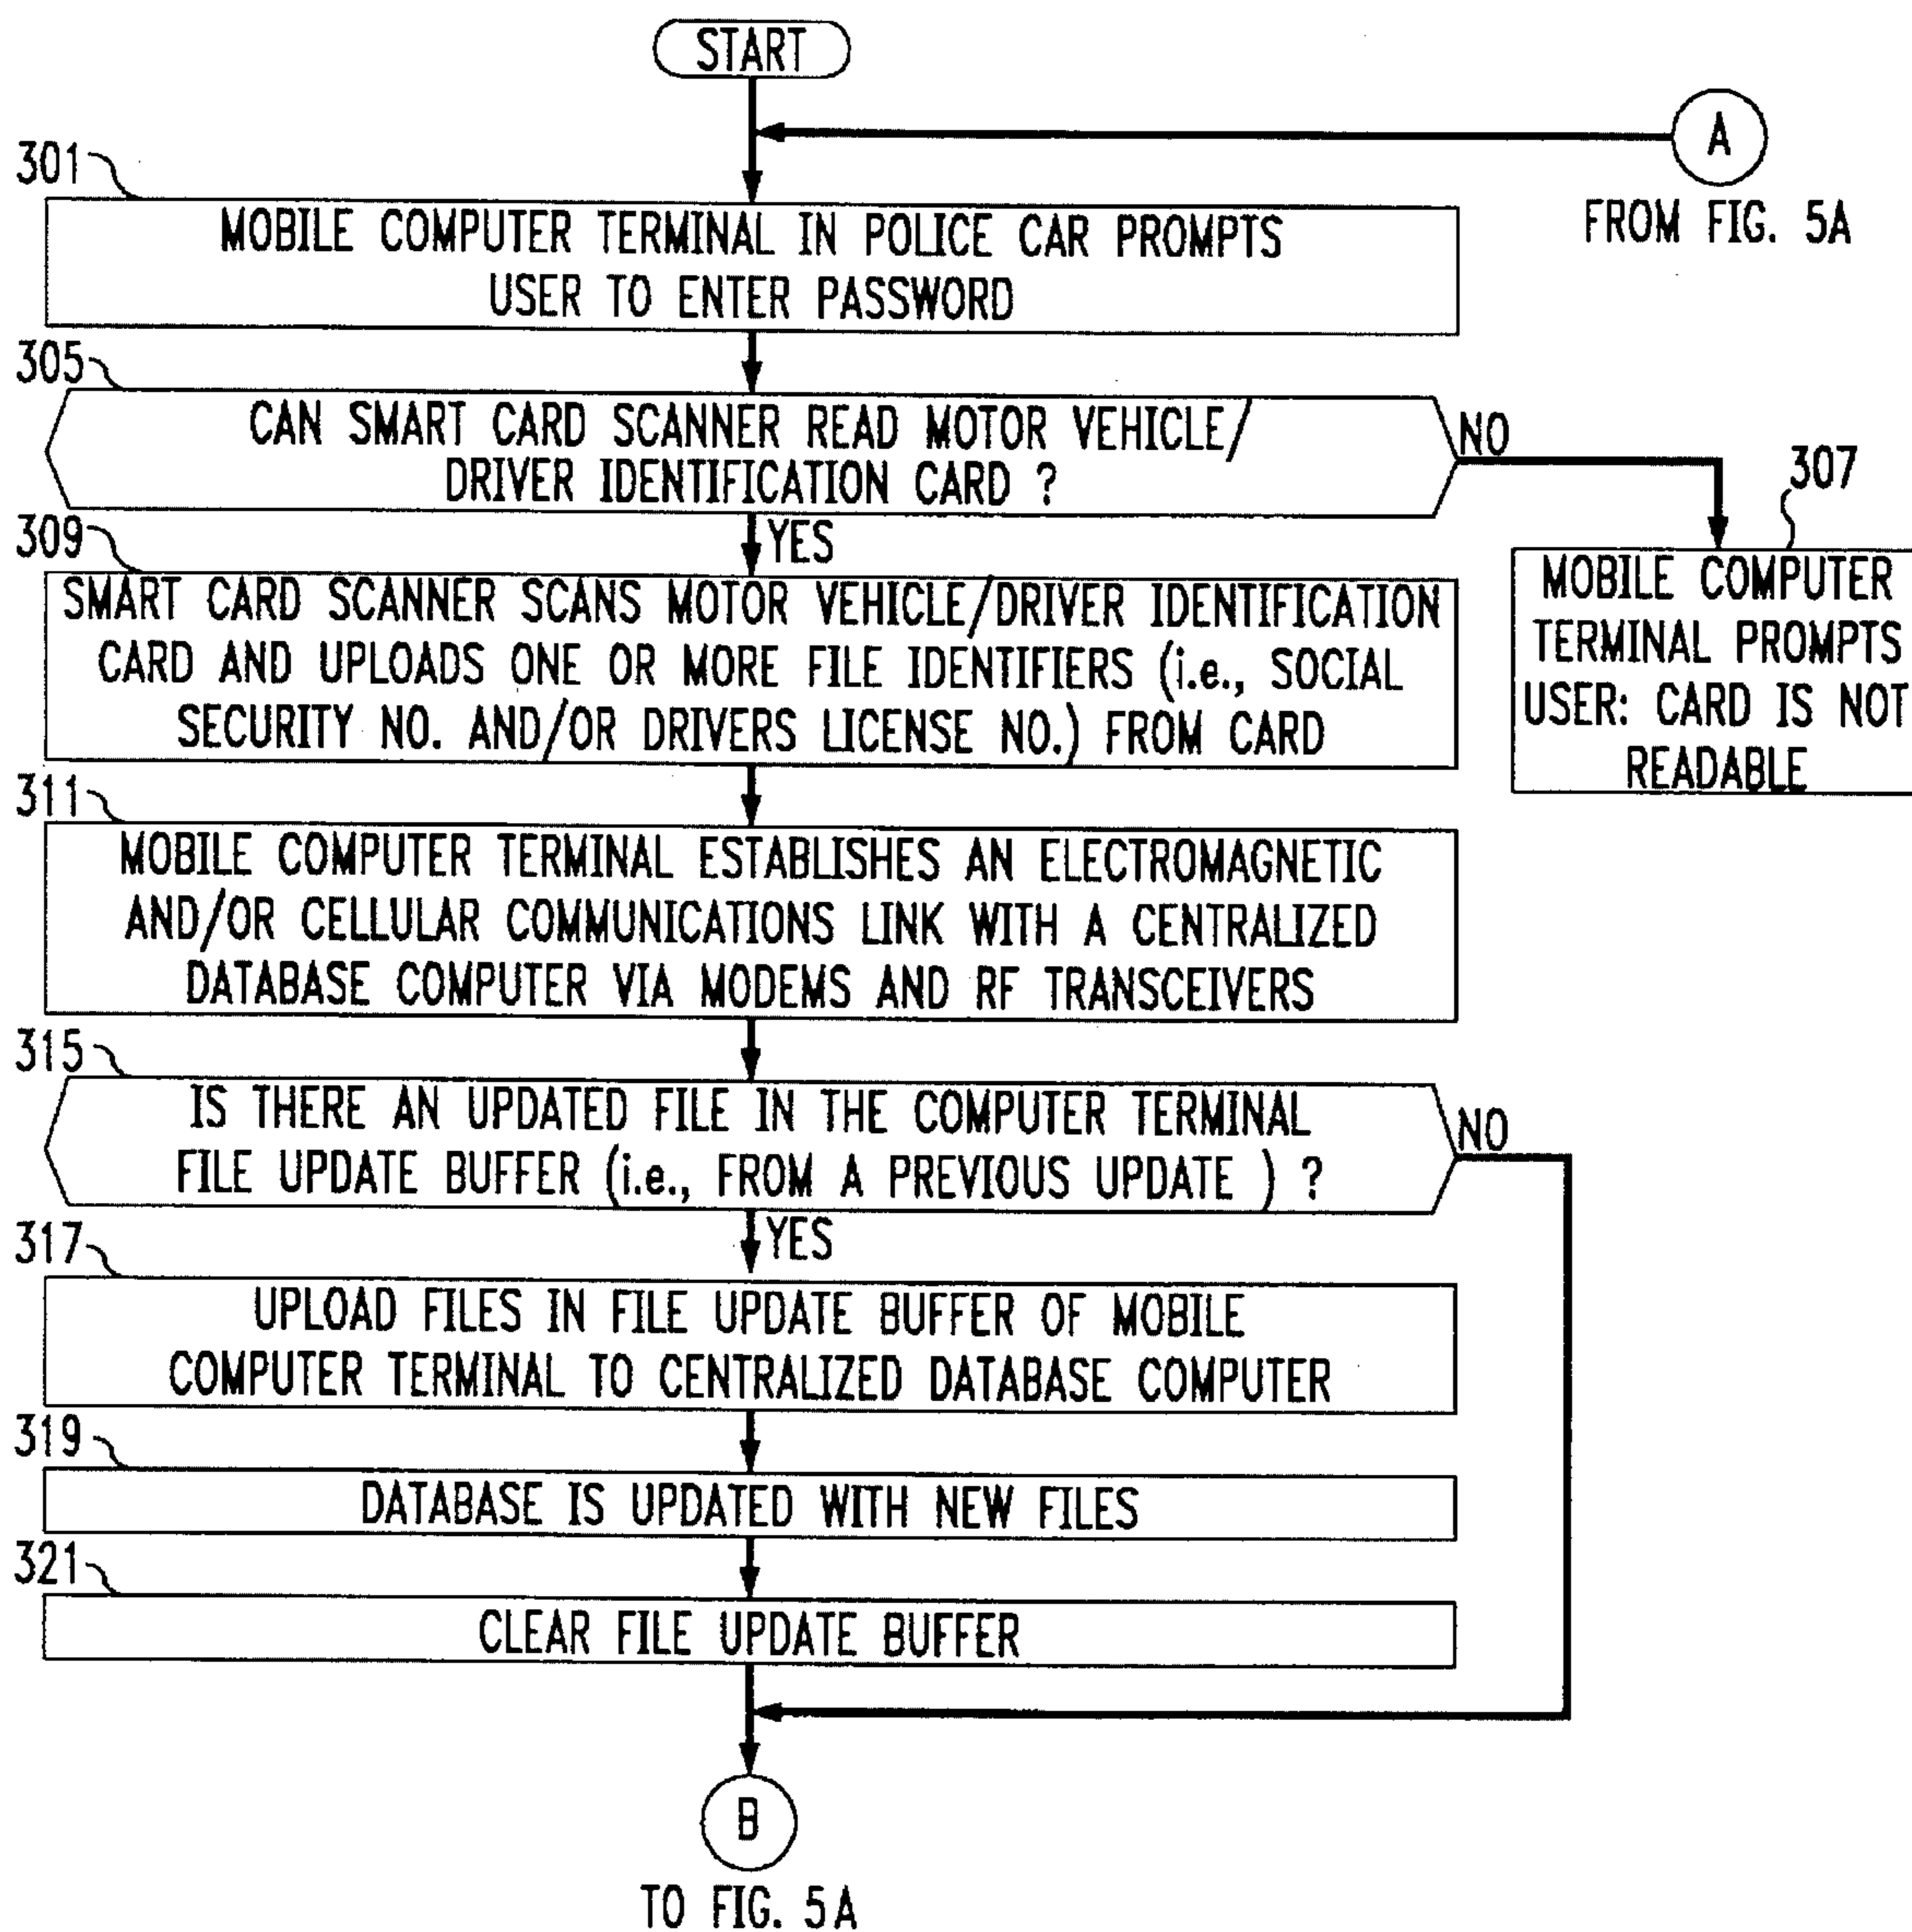 START
A
FROM FIG. 5A
301
MOBILE COMPUTER TERMINAL IN POLICE CAR PROMPTS
USER TO ENTER PASSWORD
305
CAN SMART CARD SCANNER READ MOTOR VEHICLE/
DRIVER IDENTIFICATION CARD ?
NO
307
MOBILE COMPUTER
TERMINAL PROMPTS
USER: CARD IS NOT
READABLE
YES
309
SMART CARD SCANNER SCANS MOTOR VEHICLE/DRIVER IDENTIFICATION
CARD AND UPLOADS ONE OR MORE FILE IDENTIFIERS (i.e., SOCIAL
SECURITY NO. AND/OR DRIVERS LICENSE NO.) FROM CARD
311
MOBILE COMPUTER TERMINAL ESTABLISHES AN ELECTROMAGNETIC
AND/OR CELLULAR COMMUNICATIONS LINK WITH A CENTRALIZED
DATABASE COMPUTER VIA MODEMS AND RF TRANSCEIVERS
315
IS THERE AN UPDATED FILE IN THE COMPUTER TERMINAL
FILE UPDATE BUFFER (i.e., FROM A PREVIOUS UPDATE ) ?
NO
YES
317
UPLOAD FILES IN FILE UPDATE BUFFER OF MOBILE
COMPUTER TERMINAL TO CENTRALIZED DATABASE COMPUTER
319
DATABASE IS UPDATED WITH NEW FILES
321
CLEAR FILE UPDATE BUFFER
B
TO FIG. 5A